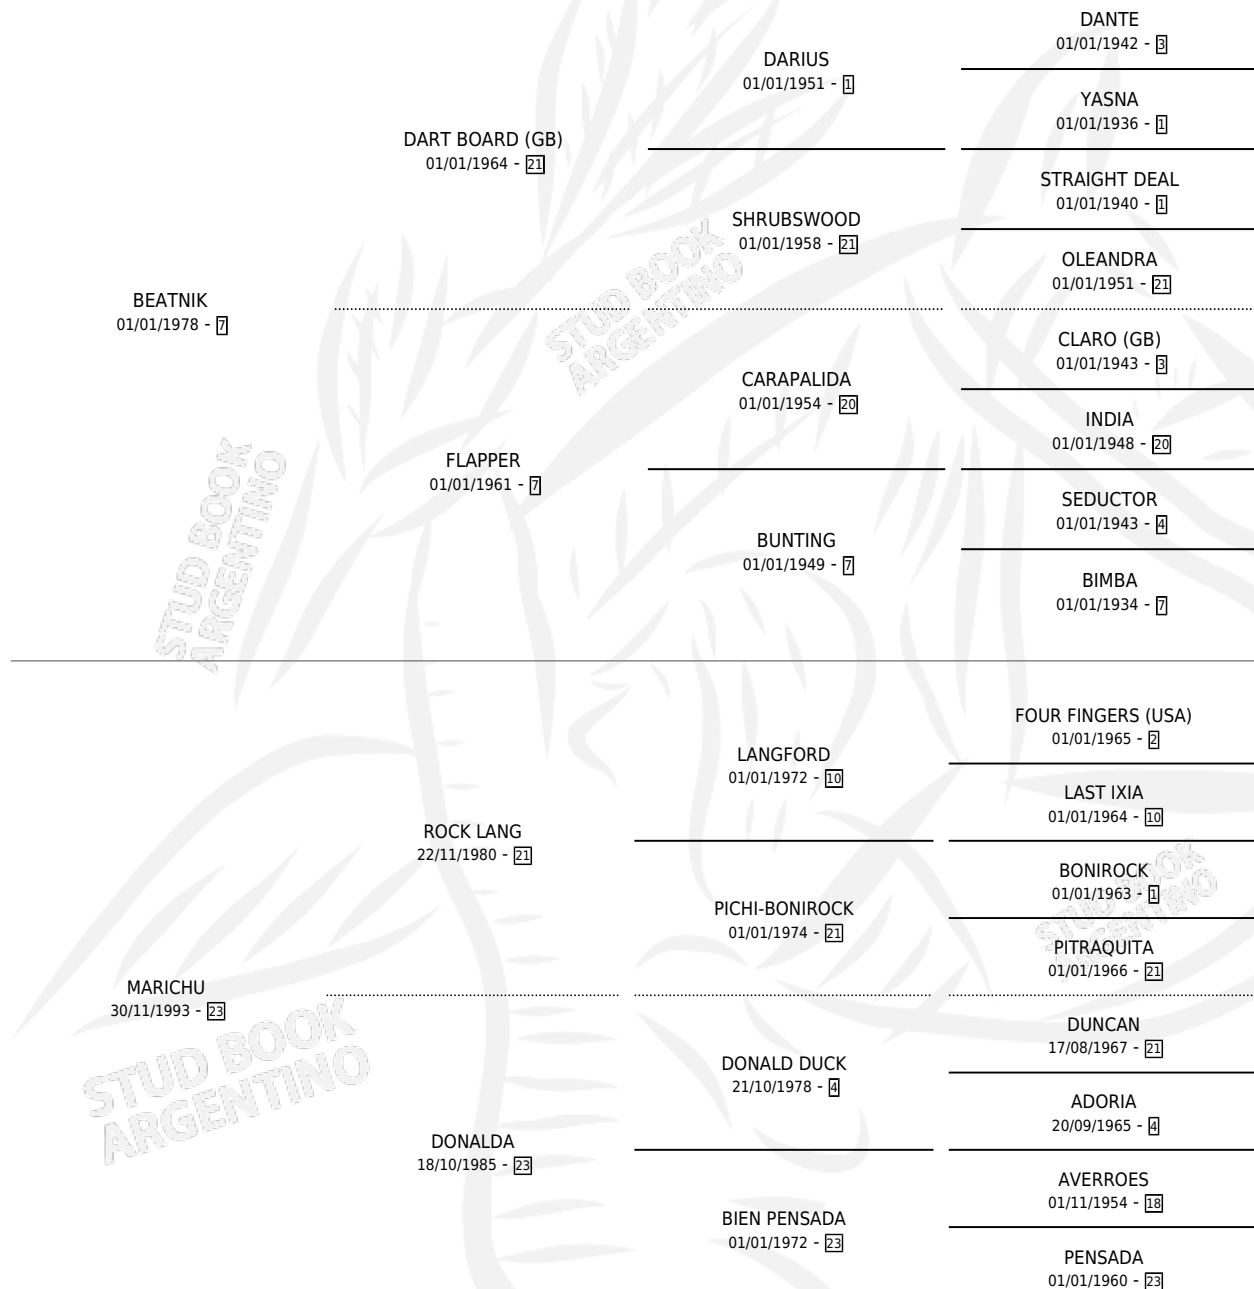 DANTE
01/01/1942 - 3
DARIUS
01/01/1951 - 1
YASNA
01/01/1936 - 1
DART BOARD (GB)
01/01/1964 - 21
STRAIGHT DEAL
01/01/1940 - 1
SHRUBSWOOD
01/01/1958 - 21
OLEANDRA
01/01/1951 - 21
BEATNIK
01/01/1978 - 7
STUD BOOK
ARGENTINO
CLARO (GB)
01/01/1943 - 3
CARAPALIDA
01/01/1954 - 20
INDIA
01/01/1948 - 20
FLAPPER
01/01/1961 - 7
SEDUCTOR
01/01/1943 - 4
BUNTING
01/01/1949 - 7
BIMBA
01/01/1934 - 7
STUD BOOK
ARGENTINO
FOUR FINGERS (USA)
01/01/1965 - 2
LANGFORD
01/01/1972 - 10
LAST IXIA
01/01/1964 - 10
ROCK LANG
22/11/1980 - 21
BONIROCK
01/01/1963 - 1
PICHI-BONIROCK
01/01/1974 - 21
PITRAQUITA
01/01/1966 - 21
STUD BOOK
ARGENTINO
MARICHU
30/11/1993 - 23
STUD BOOK
ARGENTINO
DUNCAN
17/08/1967 - 21
DONALD DUCK
21/10/1978 - 4
ADORIA
20/09/1965 - 4
DONALDA
18/10/1985 - 23
AVERROES
01/11/1954 - 18
BIEN PENSADA
01/01/1972 - 23
PENSADA
01/01/1960 - 23